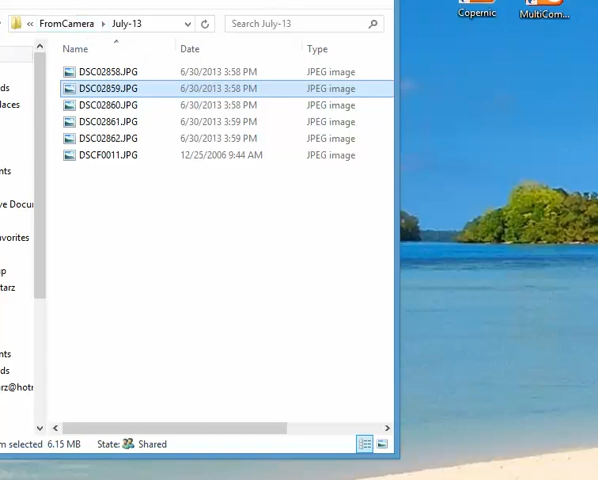 « FromCamera › July-13
Search July-13
Copernic
MultiCom...
Name Date Type
DSC02858.JPG 6/30/2013 3:58 PM JPEG image
DSC02859.JPG 6/30/2013 3:58 PM JPEG image
DSC02860.JPG 6/30/2013 3:58 PM JPEG image
DSC02861.JPG 6/30/2013 3:59 PM JPEG image
DSC02862.JPG 6/30/2013 3:59 PM JPEG image
DSCF0011.JPG 12/25/2006 9:44 AM JPEG image
ds
laces
nts
ve Docu
avorites
p
tarz
nts
ds
rz@hotr
m selected 6.15 MB State: Shared